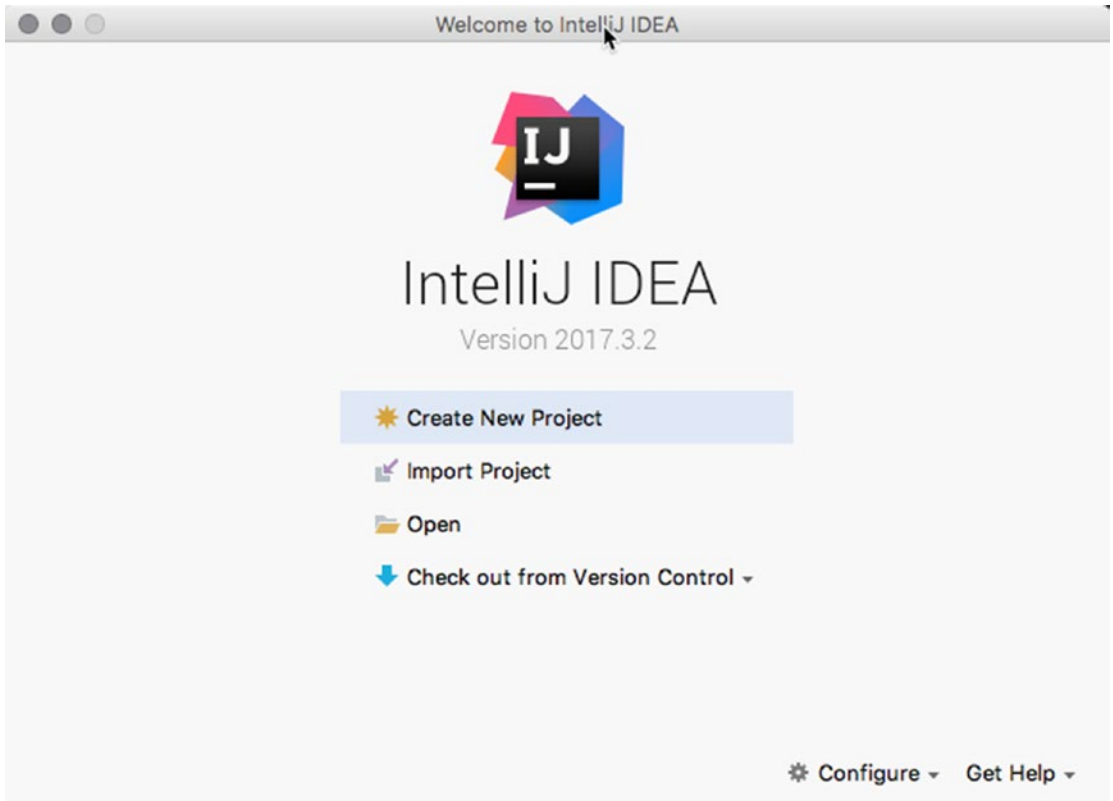 Welcome to IntelliJ IDEA
IJ
IntelliJ IDEA
Version 2017.3.2
Create New Project
Import Project
Open
Check out from Version Control
Configure Get Help